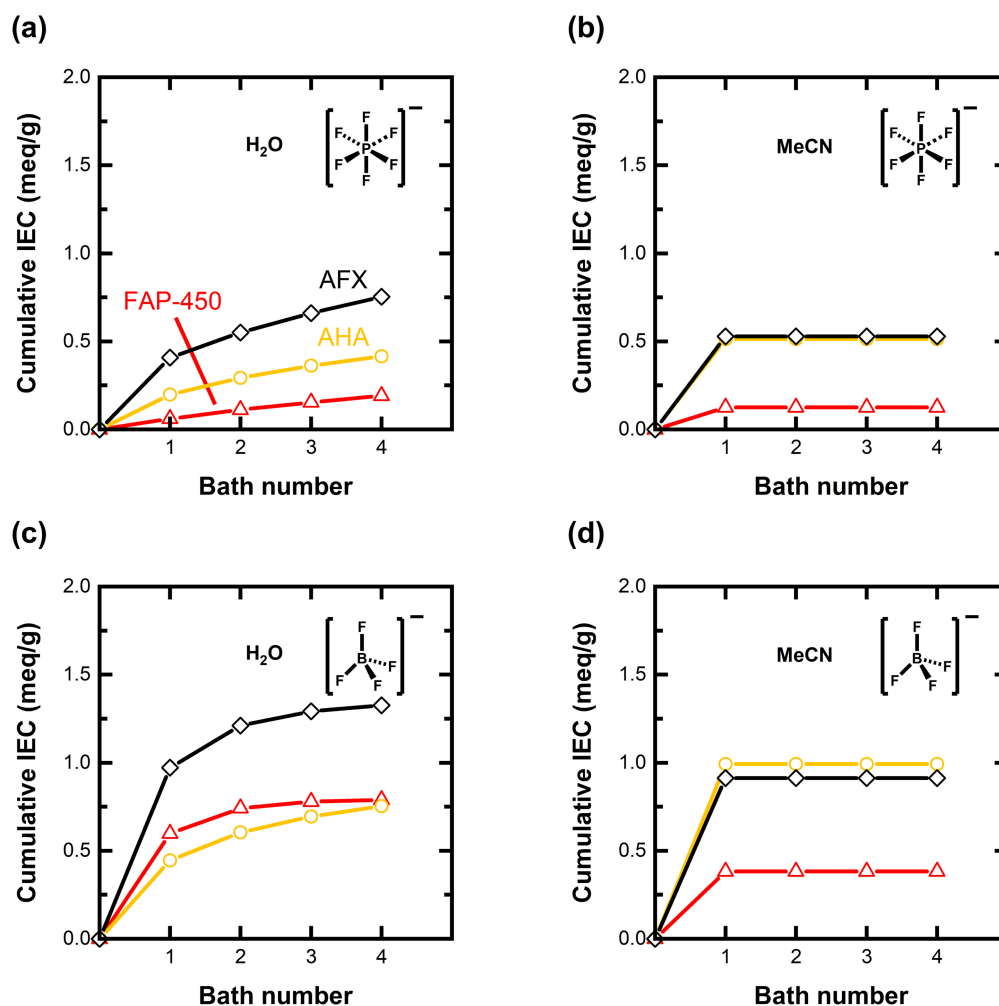 (a)
Cumulative IEC (meq/g)
2.0
1.5
1.0
0.5
0.0
H₂O
[PF₆ structure: F F F P F F F] −
FAP-450
AFX
AHA
1 2 3 4
Bath number
(b)
Cumulative IEC (meq/g)
2.0
1.5
1.0
0.5
0.0
MeCN
F
F F
P
F F
F
−
1 2 3 4
Bath number
(c)
Cumulative IEC (meq/g)
2.0
1.5
1.0
0.5
0.0
H₂O
F
B
F F
F
−
1 2 3 4
Bath number
(d)
Cumulative IEC (meq/g)
2.0
1.5
1.0
0.5
0.0
MeCN
F
B
F F
F
−
1 2 3 4
Bath number